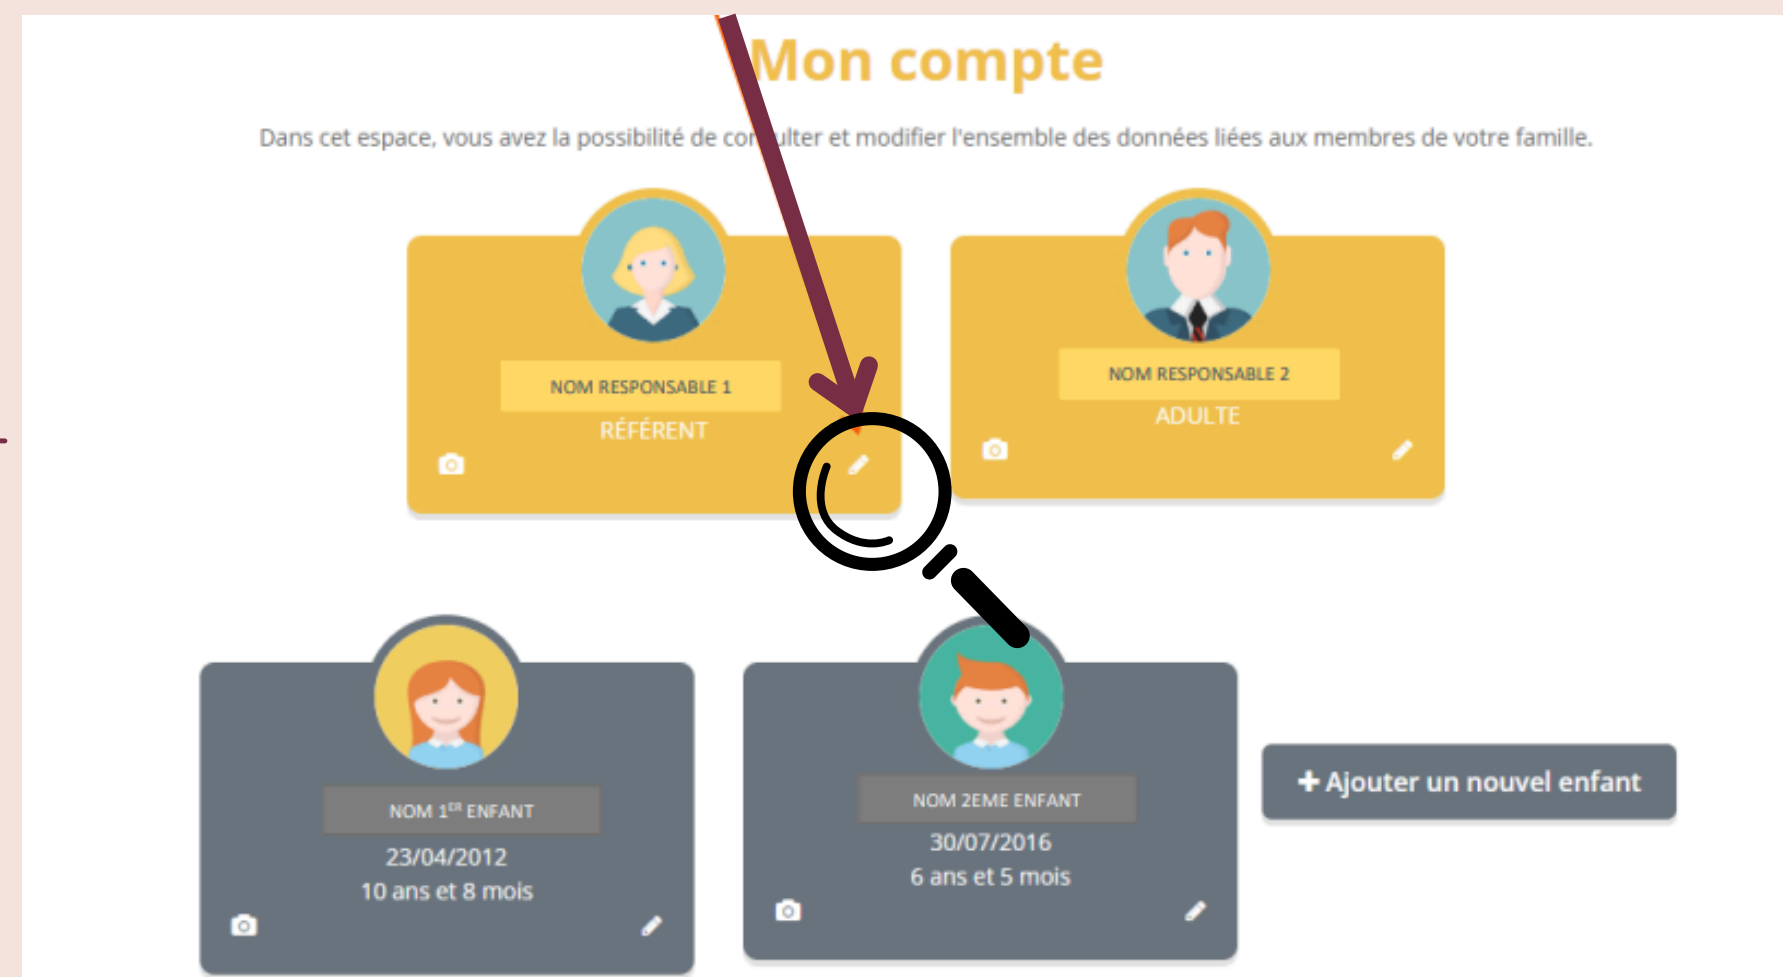 Mon compte
Dans cet espace, vous avez la possibilité de consulter et modifier l'ensemble des données liées aux membres de votre famille.
NOM RESPONSABLE 1
RÉFÉRENT
NOM RESPONSABLE 2
ADULTE
NOM 1ER ENFANT
23/04/2012
10 ans et 8 mois
NOM 2EME ENFANT
30/07/2016
6 ans et 5 mois
+ Ajouter un nouvel enfant